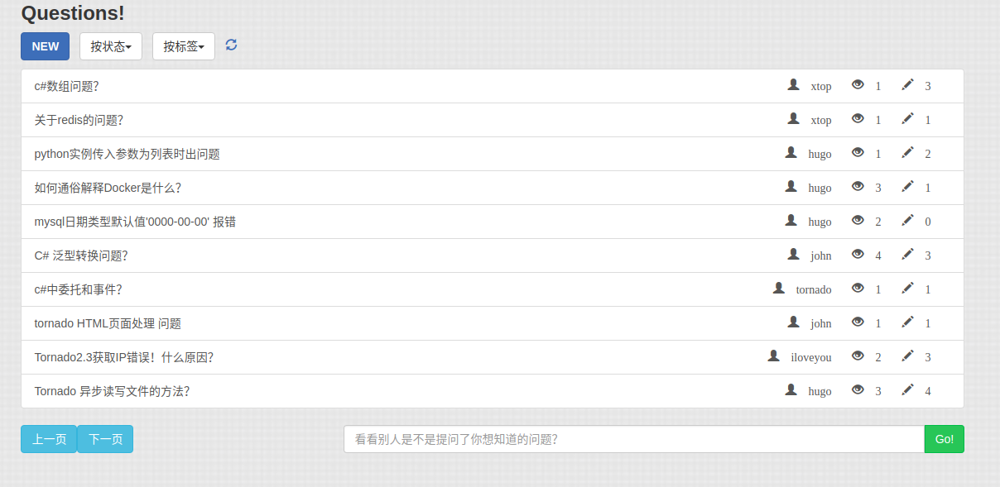 Questions!
NEW 按状态 按标签
c#数组问题? xtop 1 3
关于redis的问题? xtop 1 1
python实例传入参数为列表时出问题 hugo 1 2
如何通俗解释Docker是什么? hugo 3 1
mysql日期类型默认值'0000-00-00' 报错 hugo 2 0
C# 泛型转换问题? john 4 3
c#中委托和事件? tornado 1 1
tornado HTML页面处理 问题 john 1 1
Tornado2.3获取IP错误！什么原因? iloveyou 2 3
Tornado 异步读写文件的方法? hugo 3 4
上一页 下一页 看看别人是不是提问了你想知道的问题? Go!